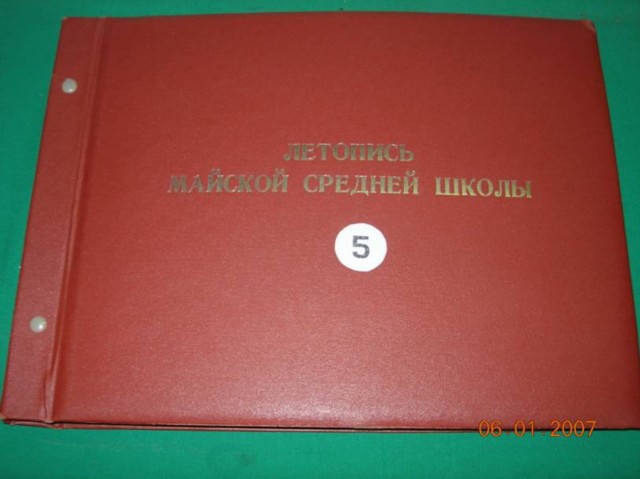 ЛЕТОПИСЬ
МАЙСКОЙ СРЕДНЕЙ ШКОЛЫ
5
06.01.2007